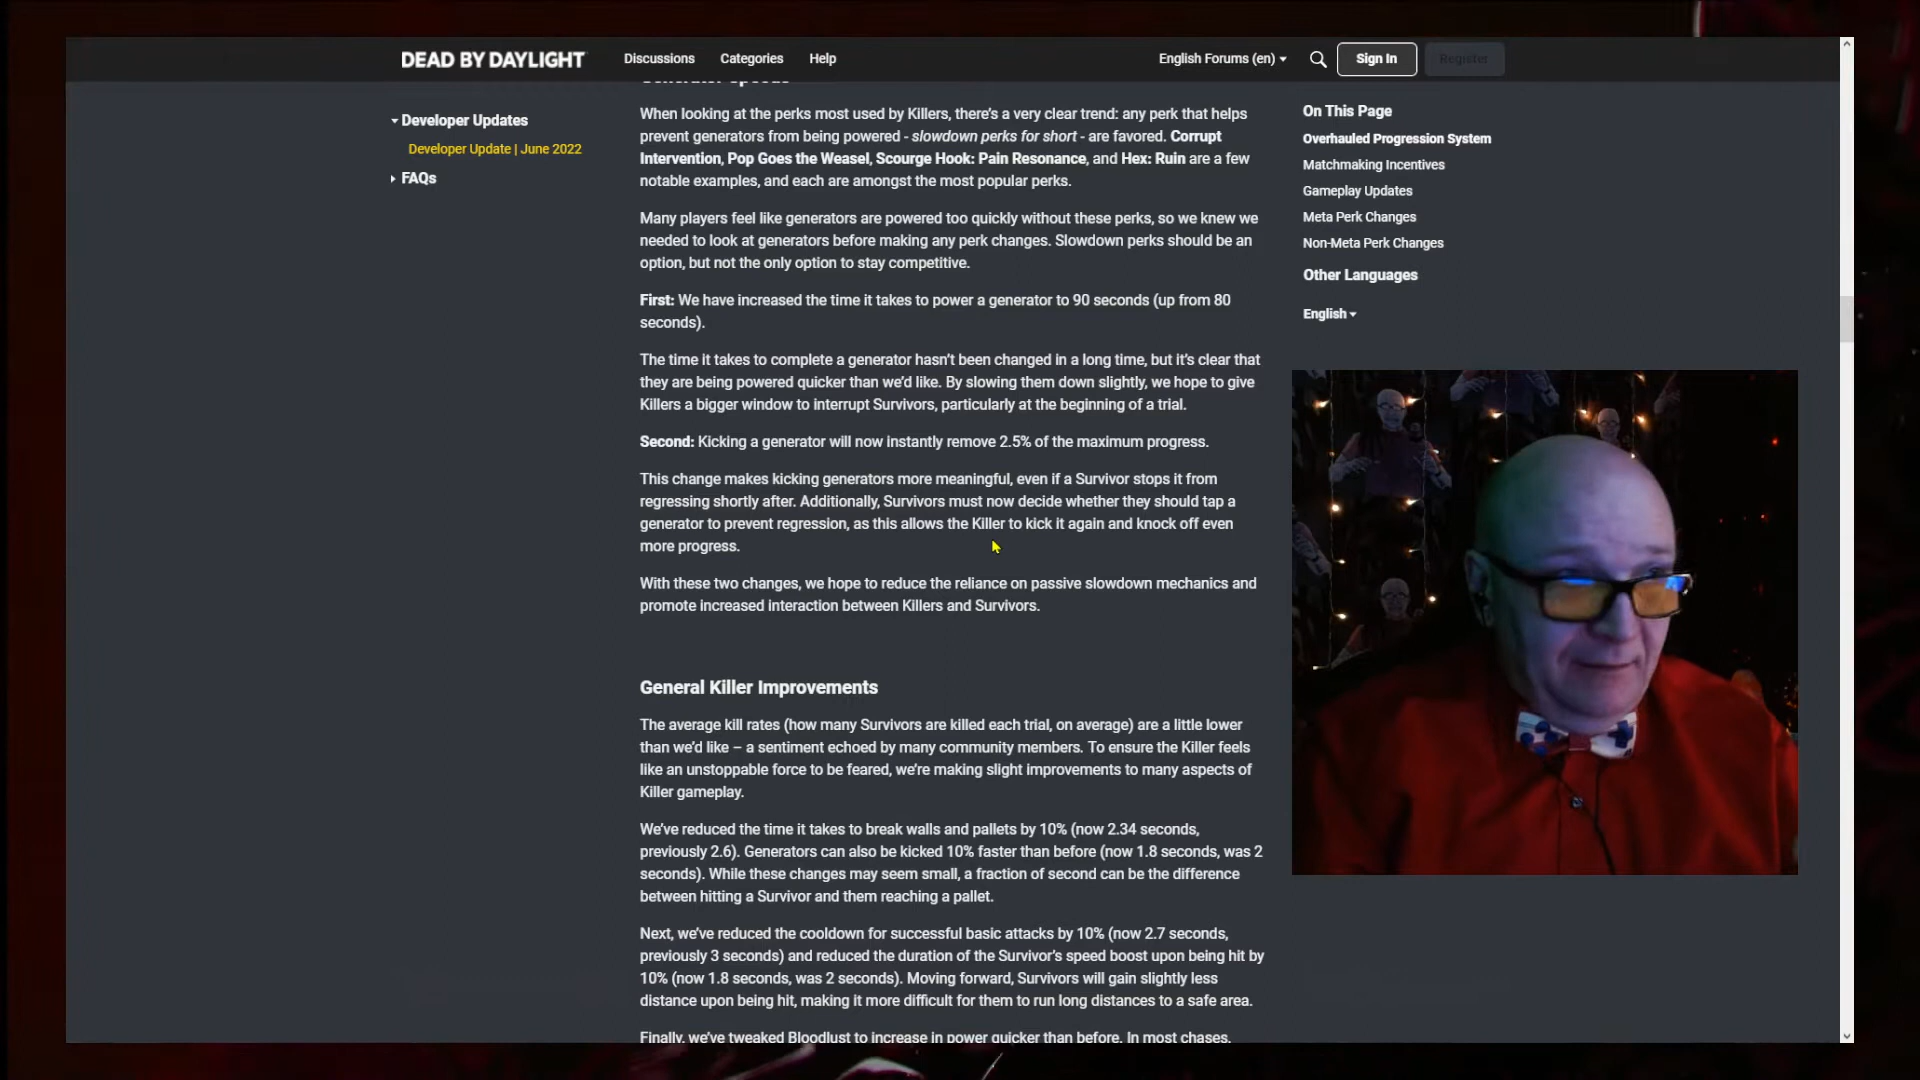 DEAD BY DAYLIGHT
Discussions
Categories
Help
English Forums (en)
Sign In
Register
Developer Updates
Developer Update | June 2022
FAQs
Generator Speeds
When looking at the perks most used by Killers, there's a very clear trend: any perk that helps
prevent generators from being powered - slowdown perks for short - are favored. Corrupt
Intervention, Pop Goes the Weasel, Scourge Hook: Pain Resonance, and Hex: Ruin are a few
notable examples, and each are amongst the most popular perks.
Many players feel like generators are powered too quickly without these perks, so we knew we
needed to look at generators before making any perk changes. Slowdown perks should be an
option, but not the only option to stay competitive.
First: We have increased the time it takes to power a generator to 90 seconds (up from 80
seconds).
The time it takes to complete a generator hasn't been changed in a long time, but it's clear that
they are being powered quicker than we'd like. By slowing them down slightly, we hope to give
Killers a bigger window to interrupt Survivors, particularly at the beginning of a trial.
Second: Kicking a generator will now instantly remove 2.5% of the maximum progress.
This change makes kicking generators more meaningful, even if a Survivor stops it from
regressing shortly after. Additionally, Survivors must now decide whether they should tap a
generator to prevent regression, as this allows the Killer to kick it again and knock off even
more progress.
With these two changes, we hope to reduce the reliance on passive slowdown mechanics and
promote increased interaction between Killers and Survivors.
General Killer Improvements
The average kill rates (how many Survivors are killed each trial, on average) are a little lower
than we'd like – a sentiment echoed by many community members. To ensure the Killer feels
like an unstoppable force to be feared, we're making slight improvements to many aspects of
Killer gameplay.
We've reduced the time it takes to break walls and pallets by 10% (now 2.34 seconds,
previously 2.6). Generators can also be kicked 10% faster than before (now 1.8 seconds, was 2
seconds). While these changes may seem small, a fraction of second can be the difference
between hitting a Survivor and them reaching a pallet.
Next, we've reduced the cooldown for successful basic attacks by 10% (now 2.7 seconds,
previously 3 seconds) and reduced the duration of the Survivor's speed boost upon being hit by
10% (now 1.8 seconds, was 2 seconds). Moving forward, Survivors will gain slightly less
distance upon being hit, making it more difficult for them to run long distances to a safe area.
Finally, we've tweaked Bloodlust to increase in power quicker than before. In most chases,
On This Page
Overhauled Progression System
Matchmaking Incentives
Gameplay Updates
Meta Perk Changes
Non-Meta Perk Changes
Other Languages
English